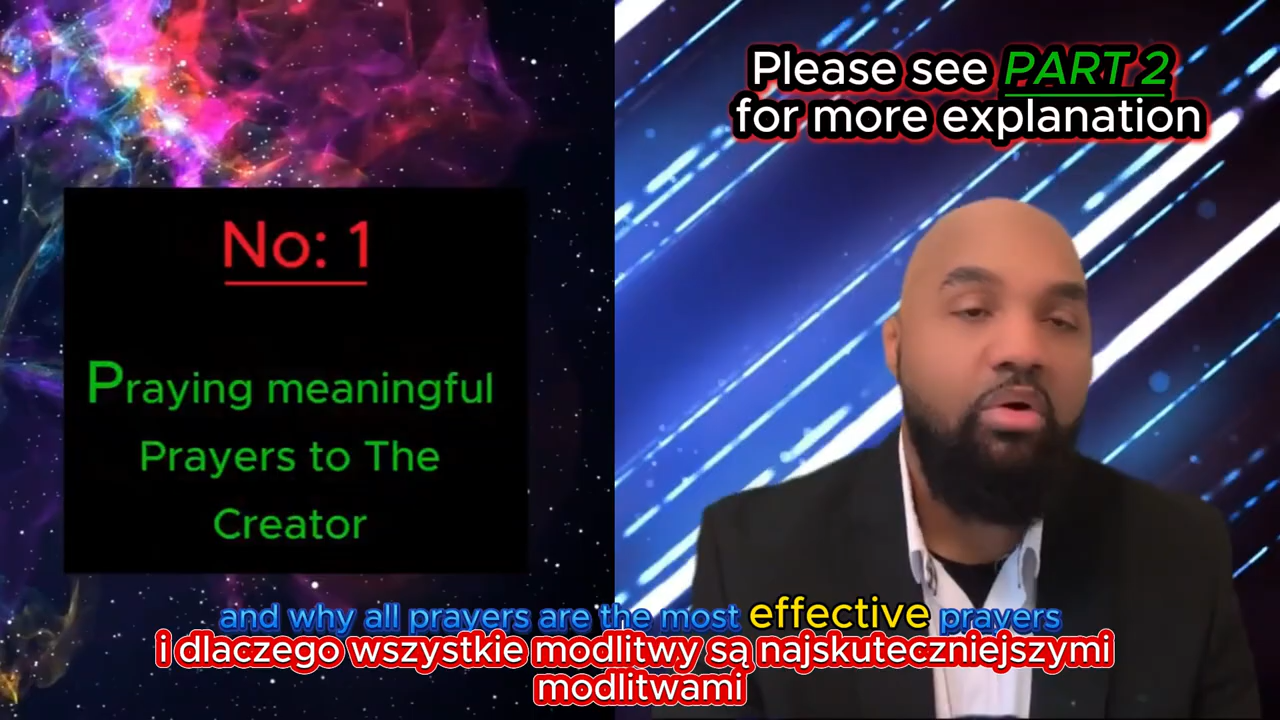 Please see PART 2
for more explanation
No: 1
Praying meaningful
Prayers to The
Creator
and why all prayers are the most effective prayers
i dlaczego wszystkie modlitwy są najskuteczniejszymi
modlitwami